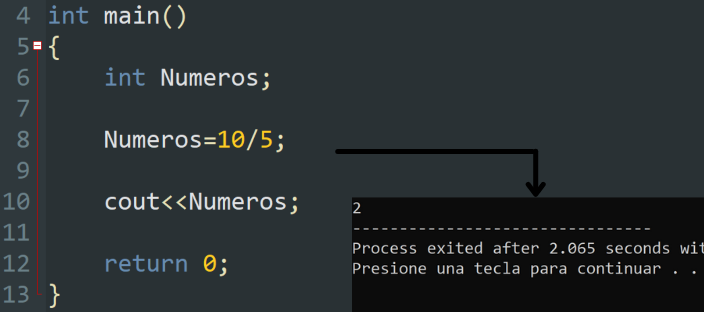 4 int main()
5 {
6 int Numeros;
7
8 Numeros=10/5;
9
10 cout<<Numeros;
11
12 return 0;
13 }
2
--------------------------------
Process exited after 2.065 seconds wit
Presione una tecla para continuar . .